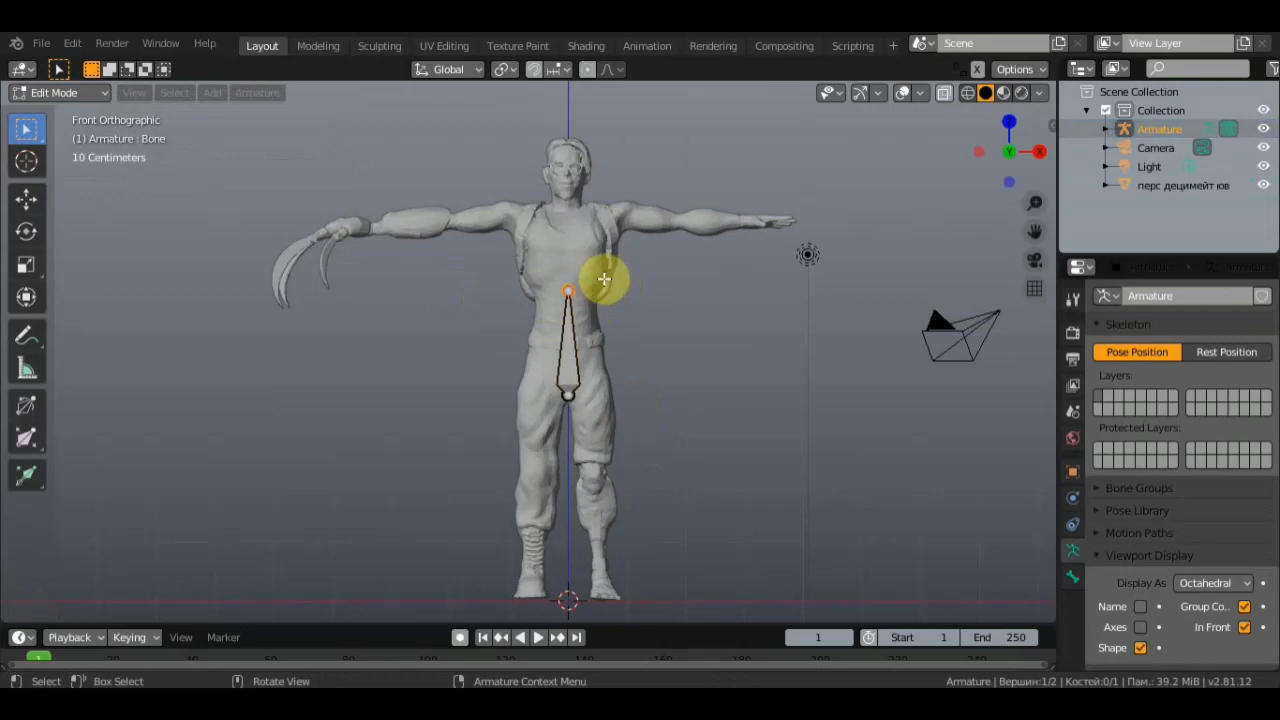 File Edit Render Window Help
Layout Modeling Sculpting UV Editing Texture Paint Shading Animation Rendering Compositing Scripting +
Scene
View Layer
Global
Options
Edit Mode View Select Add Armature
Front Orthographic
(1) Armature : Bone
10 Centimeters
Z
Y
X
Scene Collection
Collection
Armature
Camera
Light
перс децимейт юв
Armature
Skeleton
Pose Position Rest Position
Layers:
Protected Layers:
Bone Groups
Pose Library
Motion Paths
Viewport Display
Display As Octahedral
Name Group Co..
Axes In Front
Shape
Playback Keying View Marker
1 Start 1 End 250
1
Select Box Select Rotate View Armature Context Menu
Armature | Вершин:1/2 | Костей:0/1 | Пам.: 39.2 MiB | v2.81.12